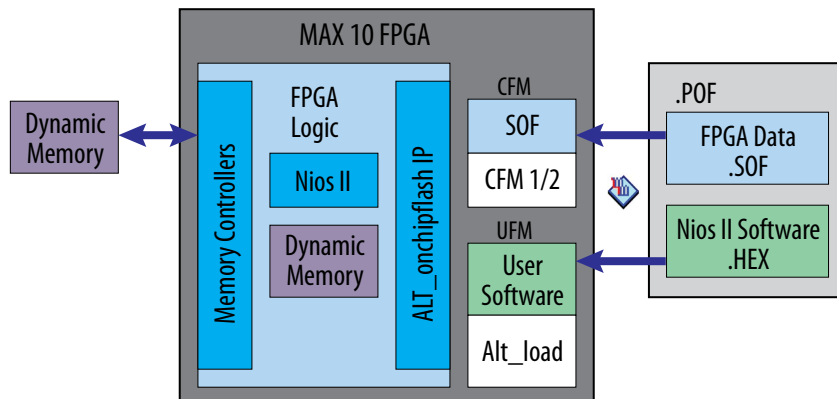 MAX 10 FPGA
Dynamic
Memory
Memory Controllers
FPGA
Logic
Nios II
Dynamic
Memory
ALT_onchipflash IP
CFM
SOF
CFM 1/2
UFM
User
Software
Alt_load
.POF
FPGA Data
.SOF
Nios II Software
.HEX